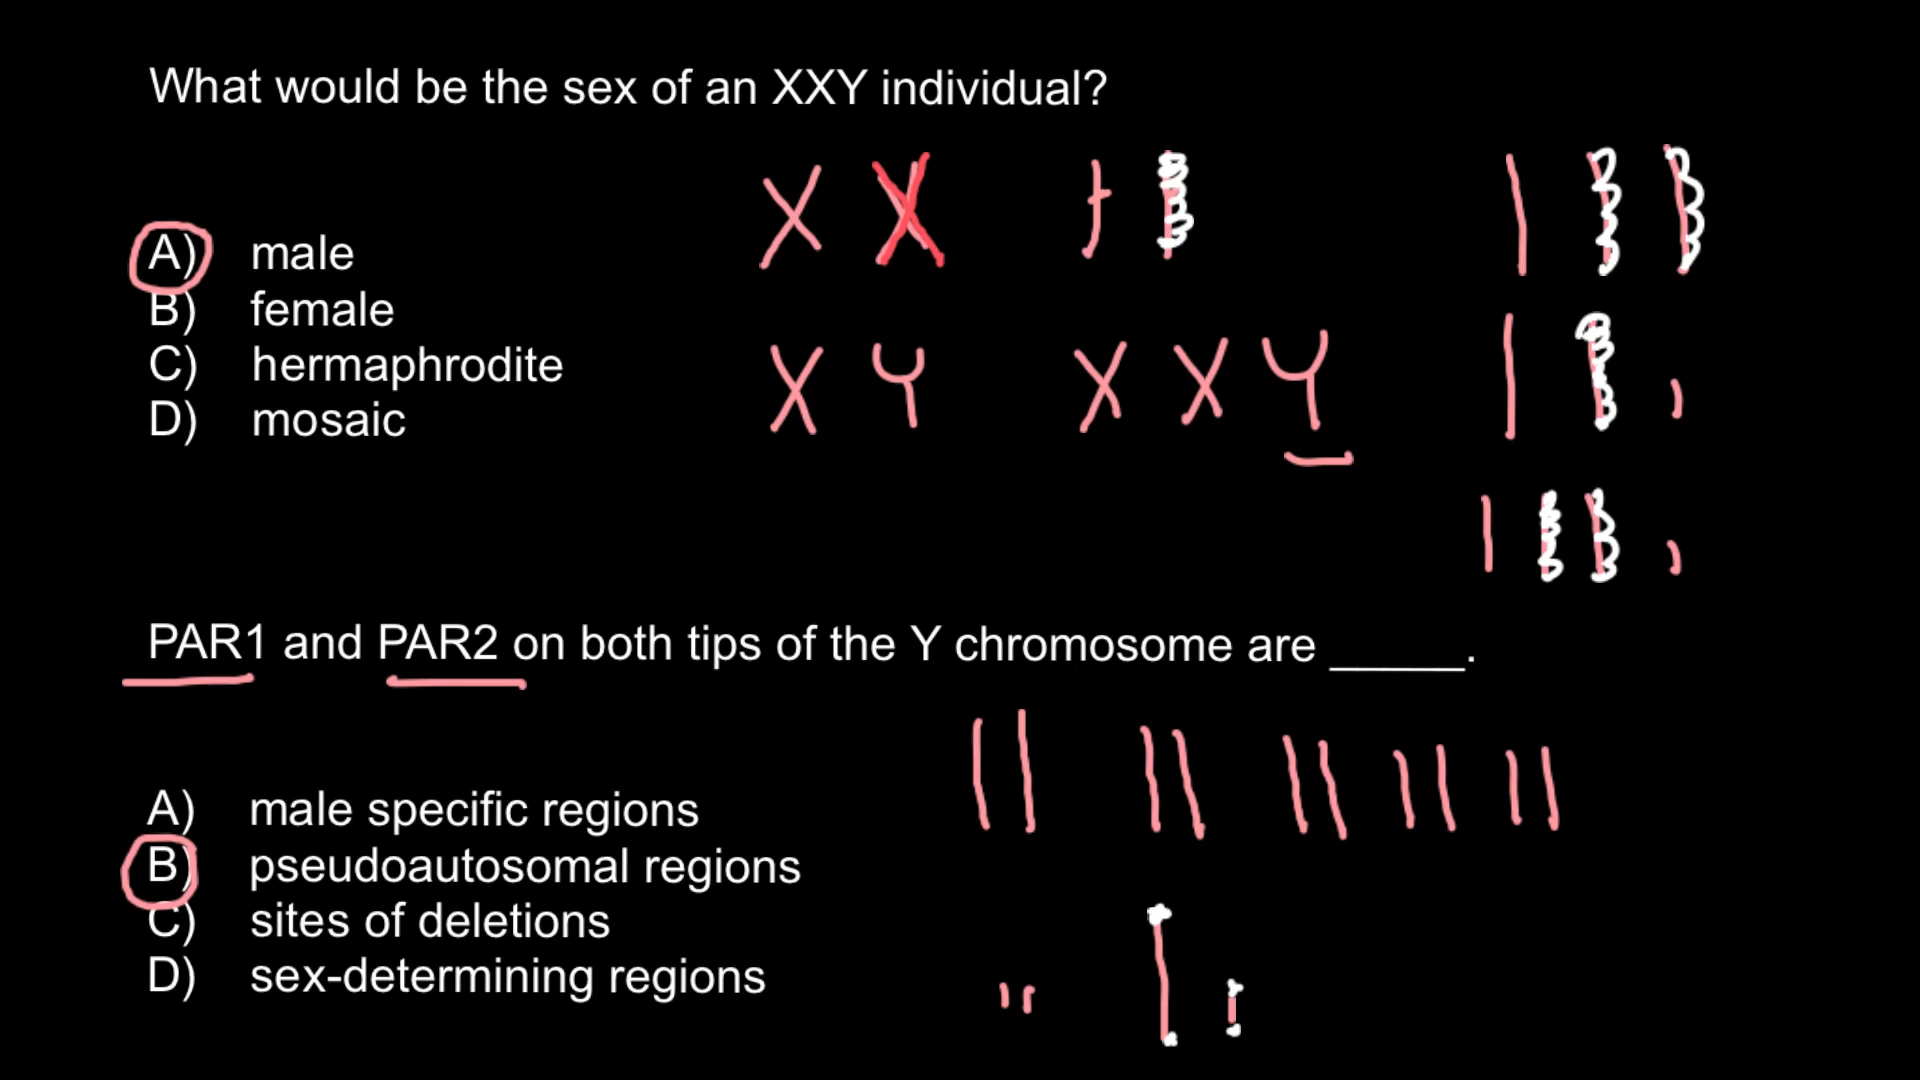 What would be the sex of an XXY individual?
A) male
B) female
C) hermaphrodite
D) mosaic
X X
X Y X X Y
PAR1 and PAR2 on both tips of the Y chromosome are _____.
A) male specific regions
B) pseudoautosomal regions
C) sites of deletions
D) sex-determining regions